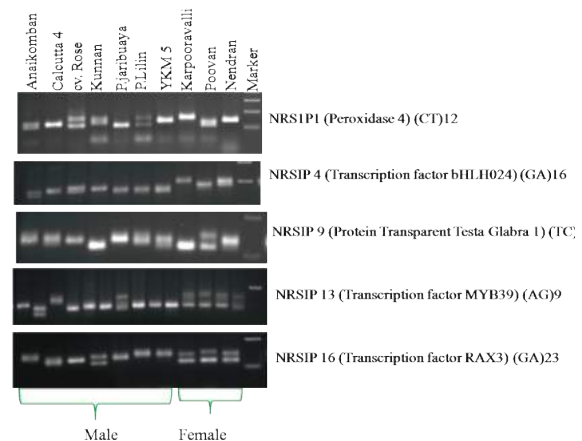 Anaikomban
Calcutta 4
cv. Rose
Kunnan
P.jaribuaya
P.Lilin
YKM 5
Karpooravalli
Poovan
Nendran
Marker
NRS1P1 (Peroxidase 4) (CT)12
NRSIP 4 (Transcription factor bHLH024) (GA)16
NRSIP 9 (Protein Transparent Testa Glabra 1) (TC)
NRSIP 13 (Transcription factor MYB39) (AG)9
NRSIP 16 (Transcription factor RAX3) (GA)23
Male
Female